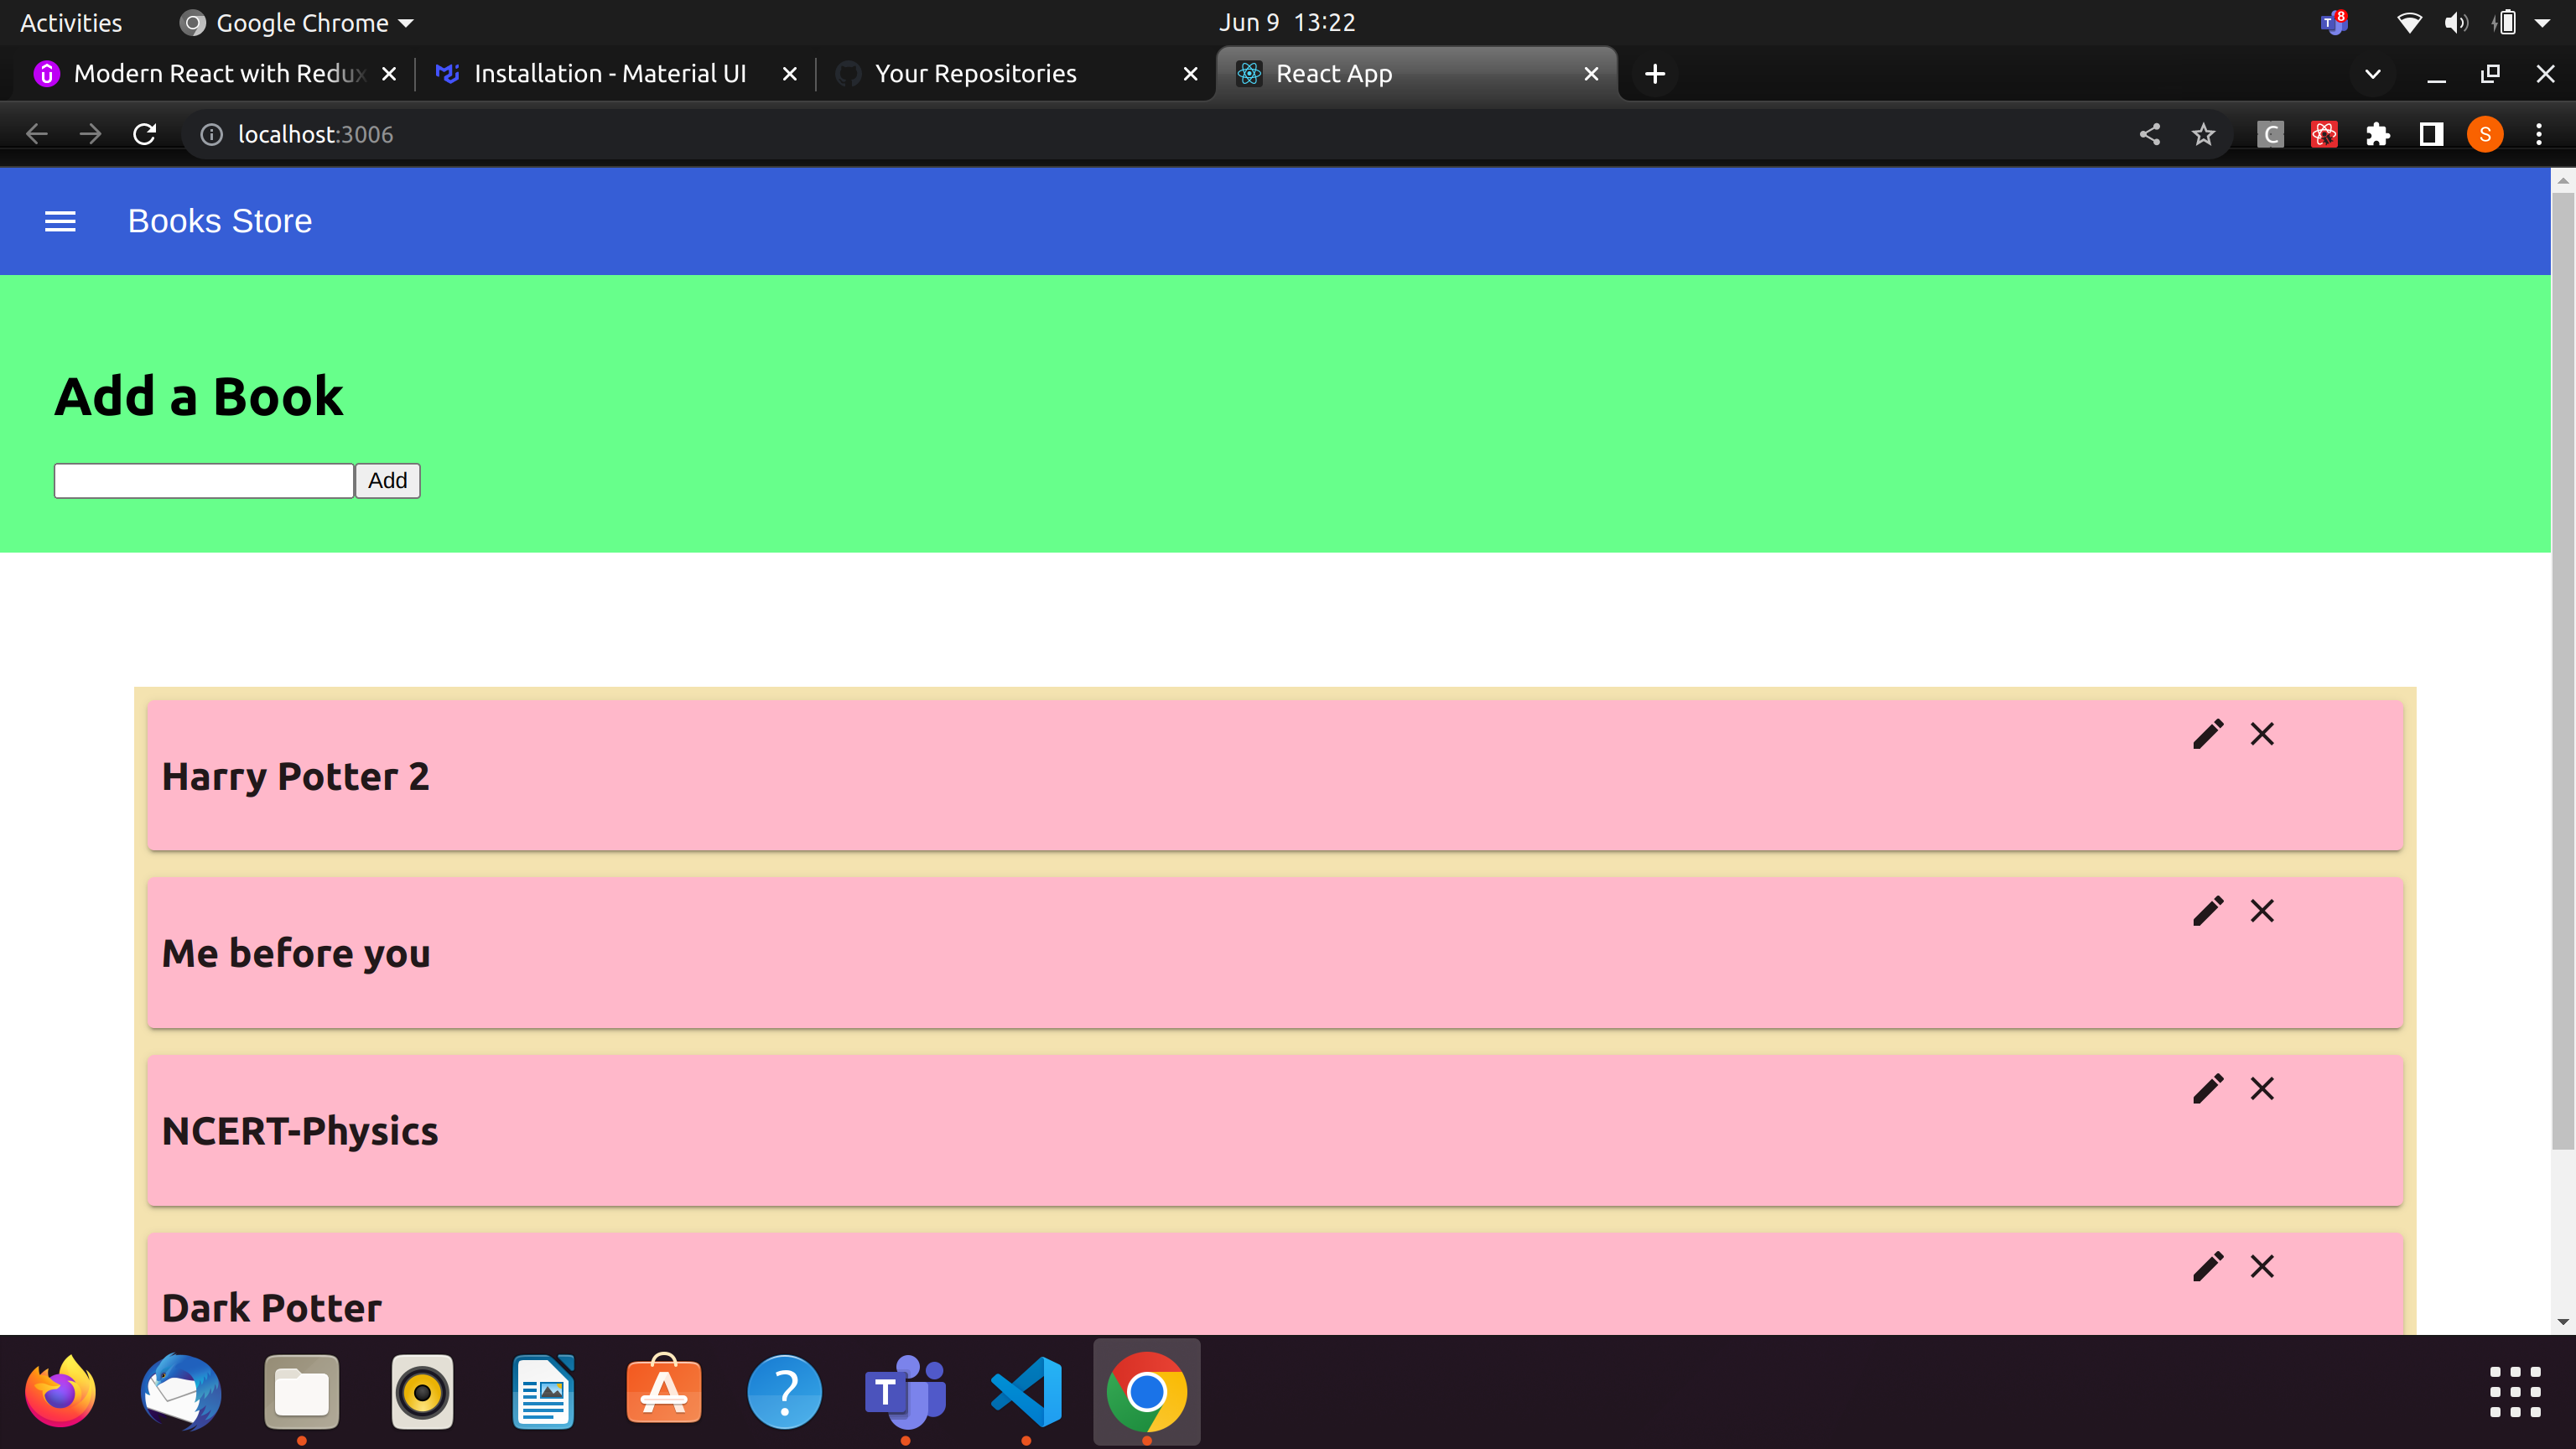 Activities
Google Chrome
Jun 9 13:22
8
Modern React with Redux
Installation - Material UI
Your Repositories
React App
localhost:3006
C
S
Books Store
Add a Book
Add
Harry Potter 2
Me before you
NCERT-Physics
Dark Potter